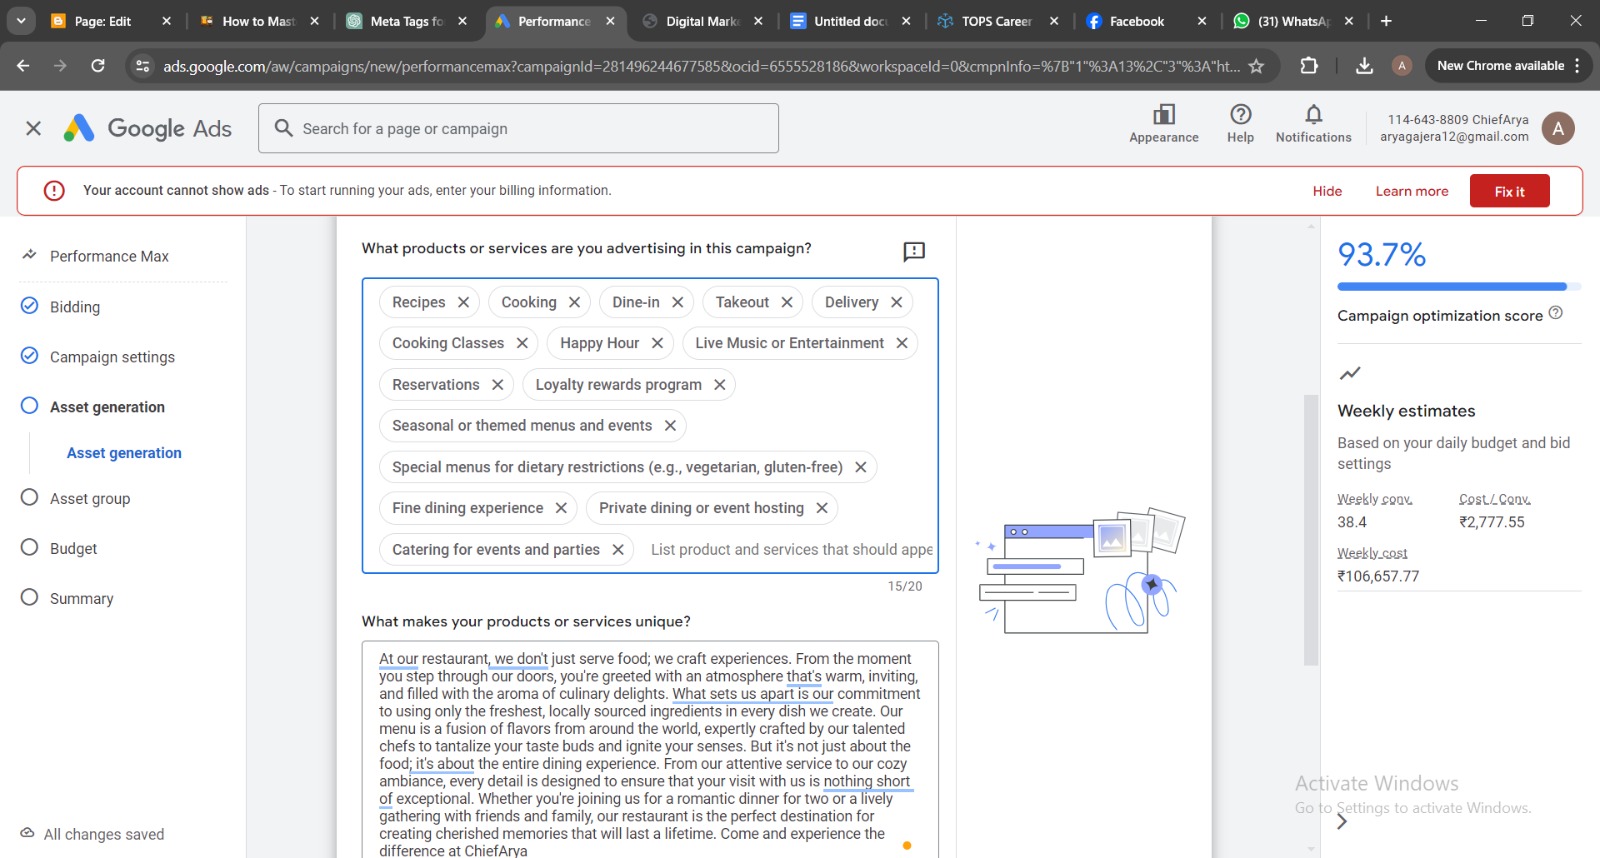 Page: Edit
How to Mast
Meta Tags fo
Performance
Digital Mark
Untitled docu
TOPS Career
Facebook
(31) WhatsAp
ads.google.com/aw/campaigns/new/performancemax?campaignId=281496244677585&ocid=6555528186&workspaceId=0&cmpnInfo=%7B"1"%3A13%2C"3"%3A"ht...
A
New Chrome available
Google Ads
Search for a page or campaign
Appearance
Help
Notifications
114-643-8809 ChiefArya
aryagajera12@gmail.com
A
Your account cannot show ads - To start running your ads, enter your billing information.
Hide
Learn more
Fix it
Performance Max
Bidding
Campaign settings
Asset generation
Asset generation
Asset group
Budget
Summary
All changes saved
What products or services are you advertising in this campaign?
Recipes
Cooking
Dine-in
Takeout
Delivery
Cooking Classes
Happy Hour
Live Music or Entertainment
Reservations
Loyalty rewards program
Seasonal or themed menus and events
Special menus for dietary restrictions (e.g., vegetarian, gluten-free)
Fine dining experience
Private dining or event hosting
Catering for events and parties
List product and services that should appe
15/20
What makes your products or services unique?
At our restaurant, we don't just serve food; we craft experiences. From the moment
you step through our doors, you're greeted with an atmosphere that's warm, inviting,
and filled with the aroma of culinary delights. What sets us apart is our commitment
to using only the freshest, locally sourced ingredients in every dish we create. Our
menu is a fusion of flavors from around the world, expertly crafted by our talented
chefs to tantalize your taste buds and ignite your senses. But it's not just about the
food; it's about the entire dining experience. From our attentive service to our cozy
ambiance, every detail is designed to ensure that your visit with us is nothing short
of exceptional. Whether you're joining us for a romantic dinner for two or a lively
gathering with friends and family, our restaurant is the perfect destination for
creating cherished memories that will last a lifetime. Come and experience the
difference at ChiefArya
93.7%
Campaign optimization score
Weekly estimates
Based on your daily budget and bid
settings
Weekly conv.
Cost / Conv.
38.4
₹2,777.55
Weekly cost
₹106,657.77
Activate Windows
Go to Settings to activate Windows.